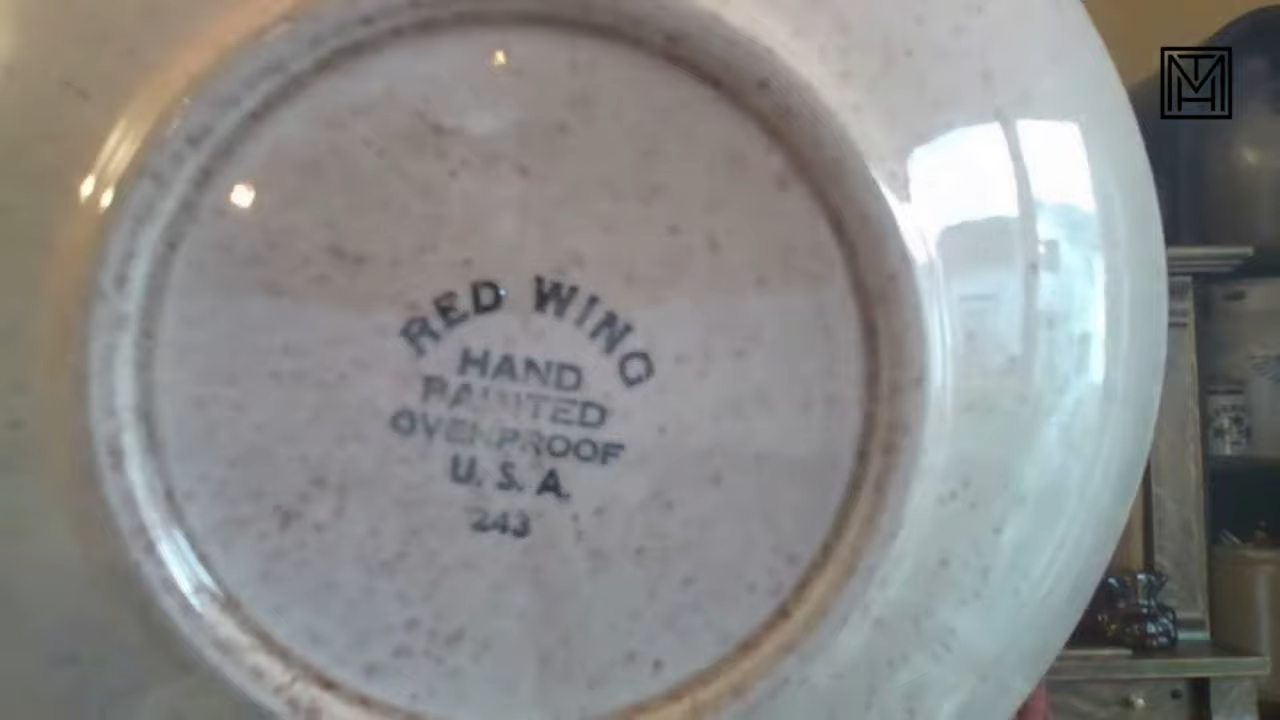 RED WING
HAND
PAINTED
OVENPROOF
U. S. A.
243